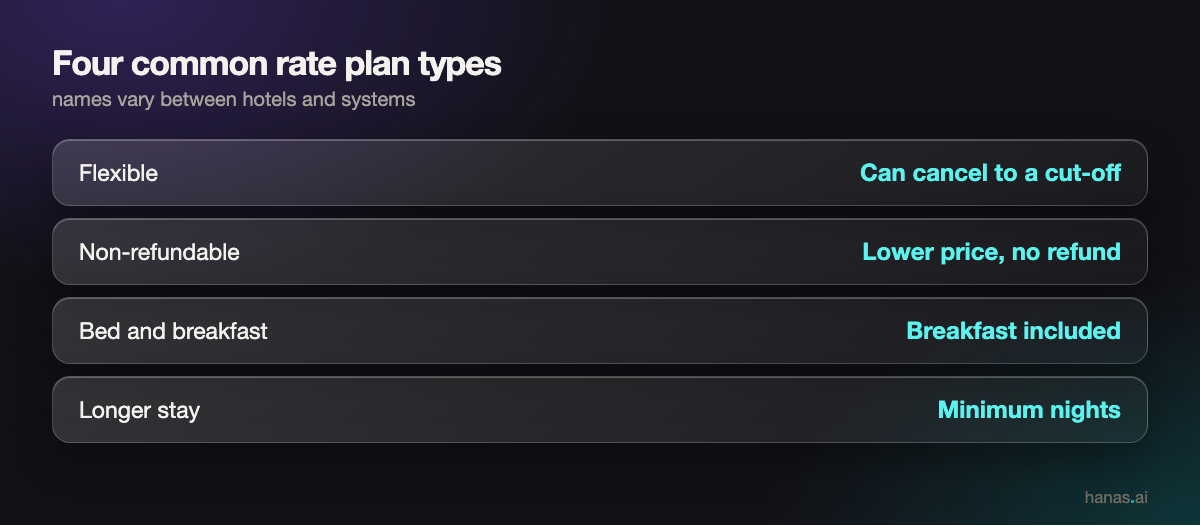 Four common rate plan types
names vary between hotels and systems
Flexible
Can cancel to a cut-off
Non-refundable
Lower price, no refund
Bed and breakfast
Breakfast included
Longer stay
Minimum nights
hanas.ai